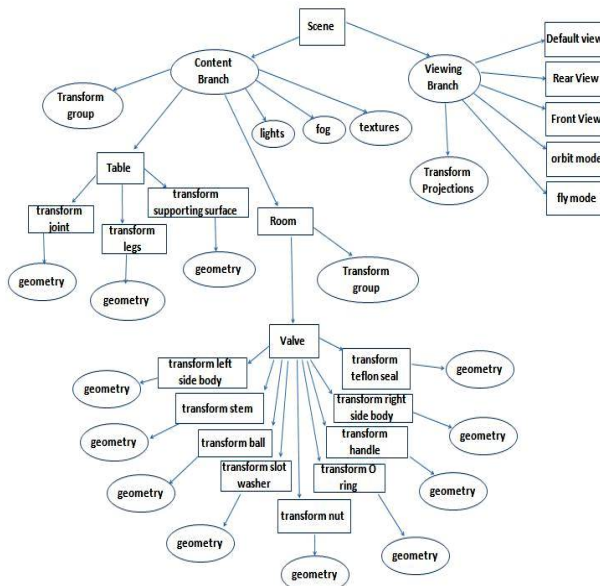 Scene
Default view
Content
Branch
Viewing
Branch
Rear View
Transform
group
Front View
lights
fog
textures
orbit mode
Table
Transform
Projections
fly mode
transform
joint
transform
legs
transform
supporting surface
Room
geometry
geometry
geometry
Transform
group
Valve
transform left
side body
transform
teflon seal
geometry
geometry
transform stem
transform right
side body
geometry
transform ball
transform
handle
geometry
geometry
transform slot
washer
transform O
ring
geometry
transform nut
geometry
geometry
geometry